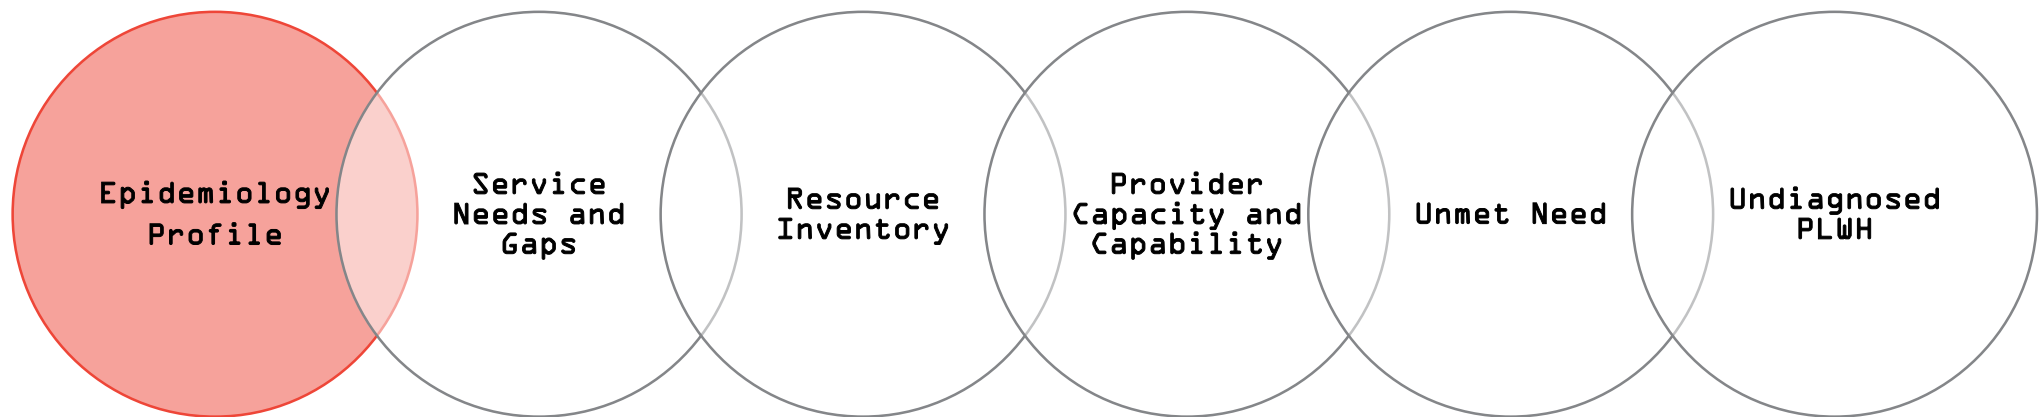 Epidemiology
Profile
Service
Needs and
Gaps
Resource
Inventory
Provider
Capacity and
Capability
Unmet Need
Undiagnosed
PLWH